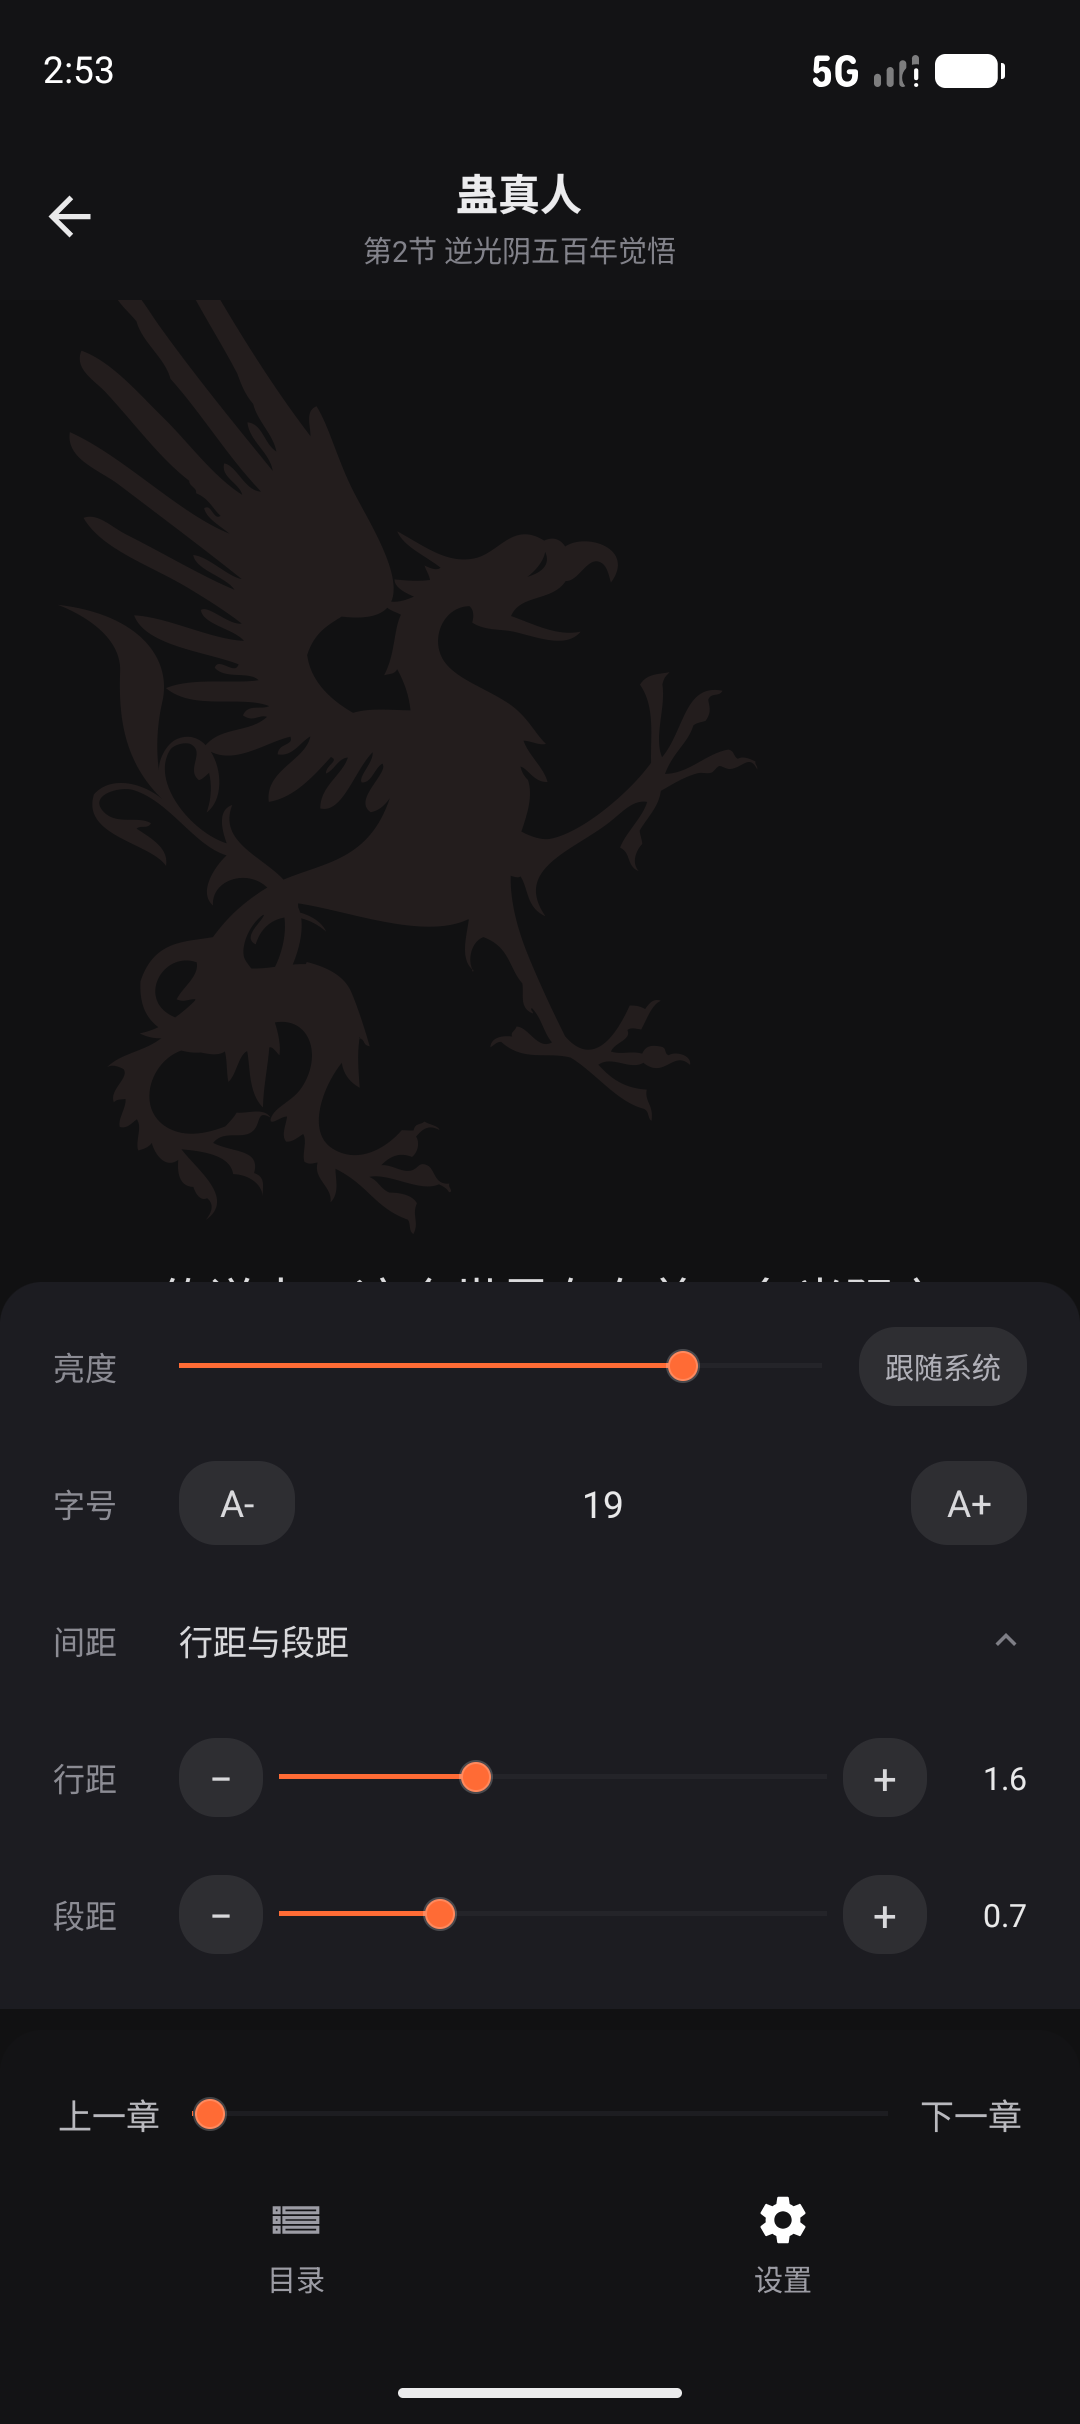 2:53
5G
蛊真人
第2节 逆光阴五百年觉悟
亮度
跟随系统
字号
A-
19
A+
间距
行距与段距
行距
−
+
1.6
段距
−
+
0.7
上一章
下一章
目录
设置